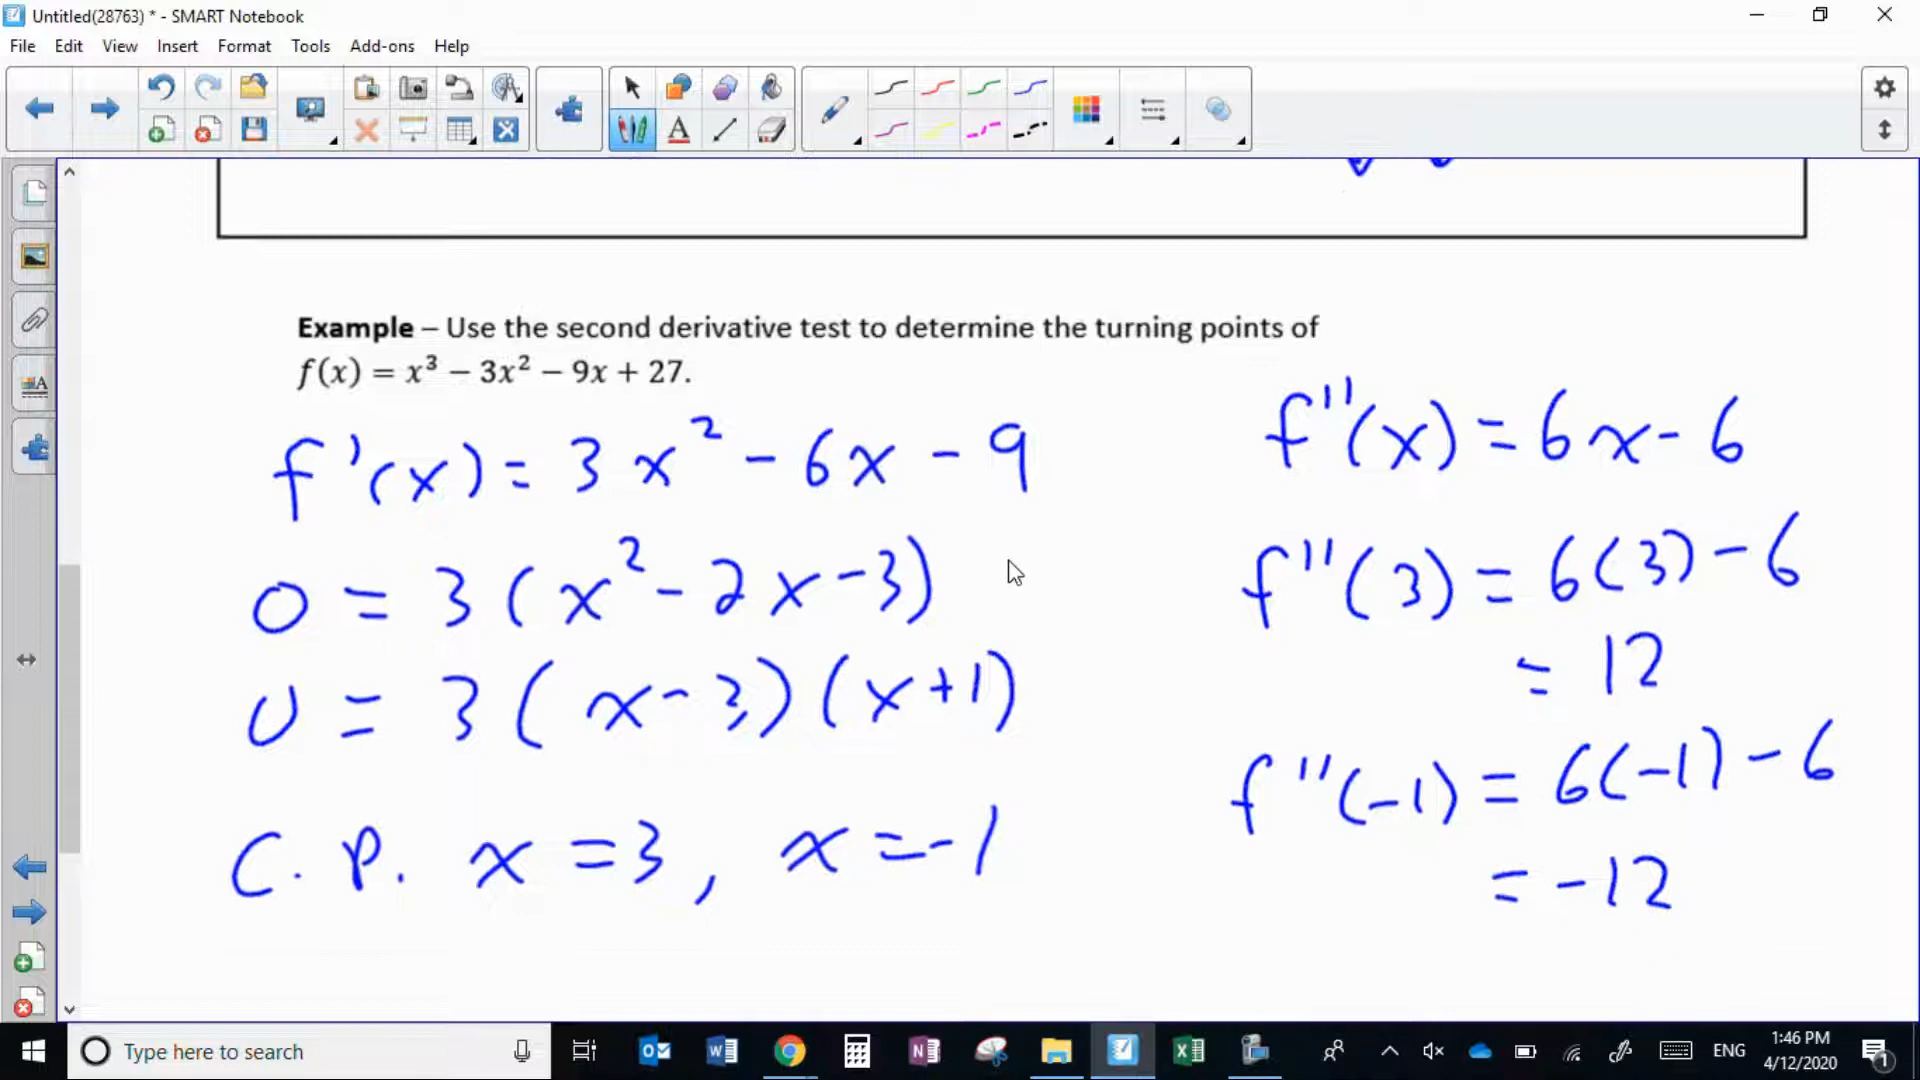 Untitled(28763) * - SMART Notebook
File Edit View Insert Format Tools Add-ons Help
Example – Use the second derivative test to determine the turning points of
f(x) = x³ − 3x² − 9x + 27.
f'(x) = 3x² - 6x - 9
0 = 3(x² - 2x - 3)
0 = 3(x - 3)(x + 1)
C.P. x = 3, x = -1
f''(x) = 6x - 6
f''(3) = 6(3) - 6
= 12
f''(-1) = 6(-1) - 6
= -12
Type here to search
ENG
1:46 PM
4/12/2020
1